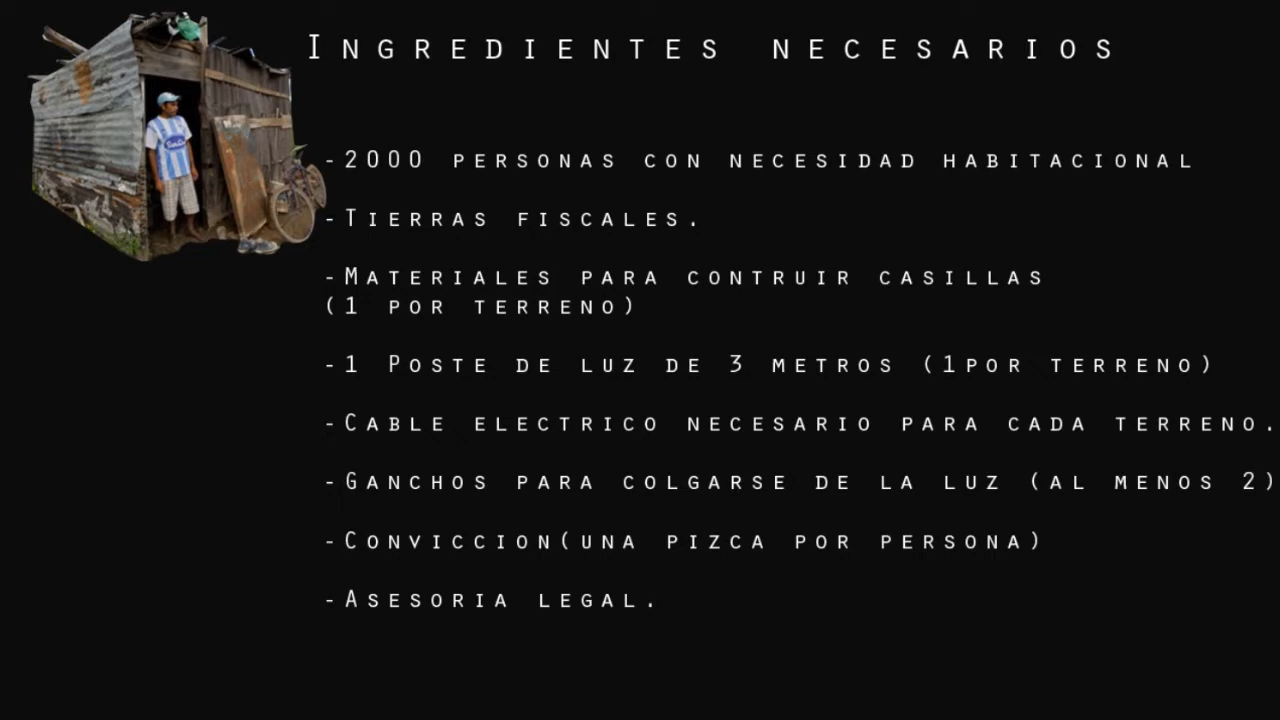 Ingredientes necesarios
-2000 personas con necesidad habitacional
-Tierras fiscales.
-Materiales para contruir casillas
(1 por terreno)
-1 Poste de luz de 3 metros (1por terreno)
-Cable electrico necesario para cada terreno.
-Ganchos para colgarse de la luz (al menos 2)
-Conviccion(una pizca por persona)
-Asesoria legal.